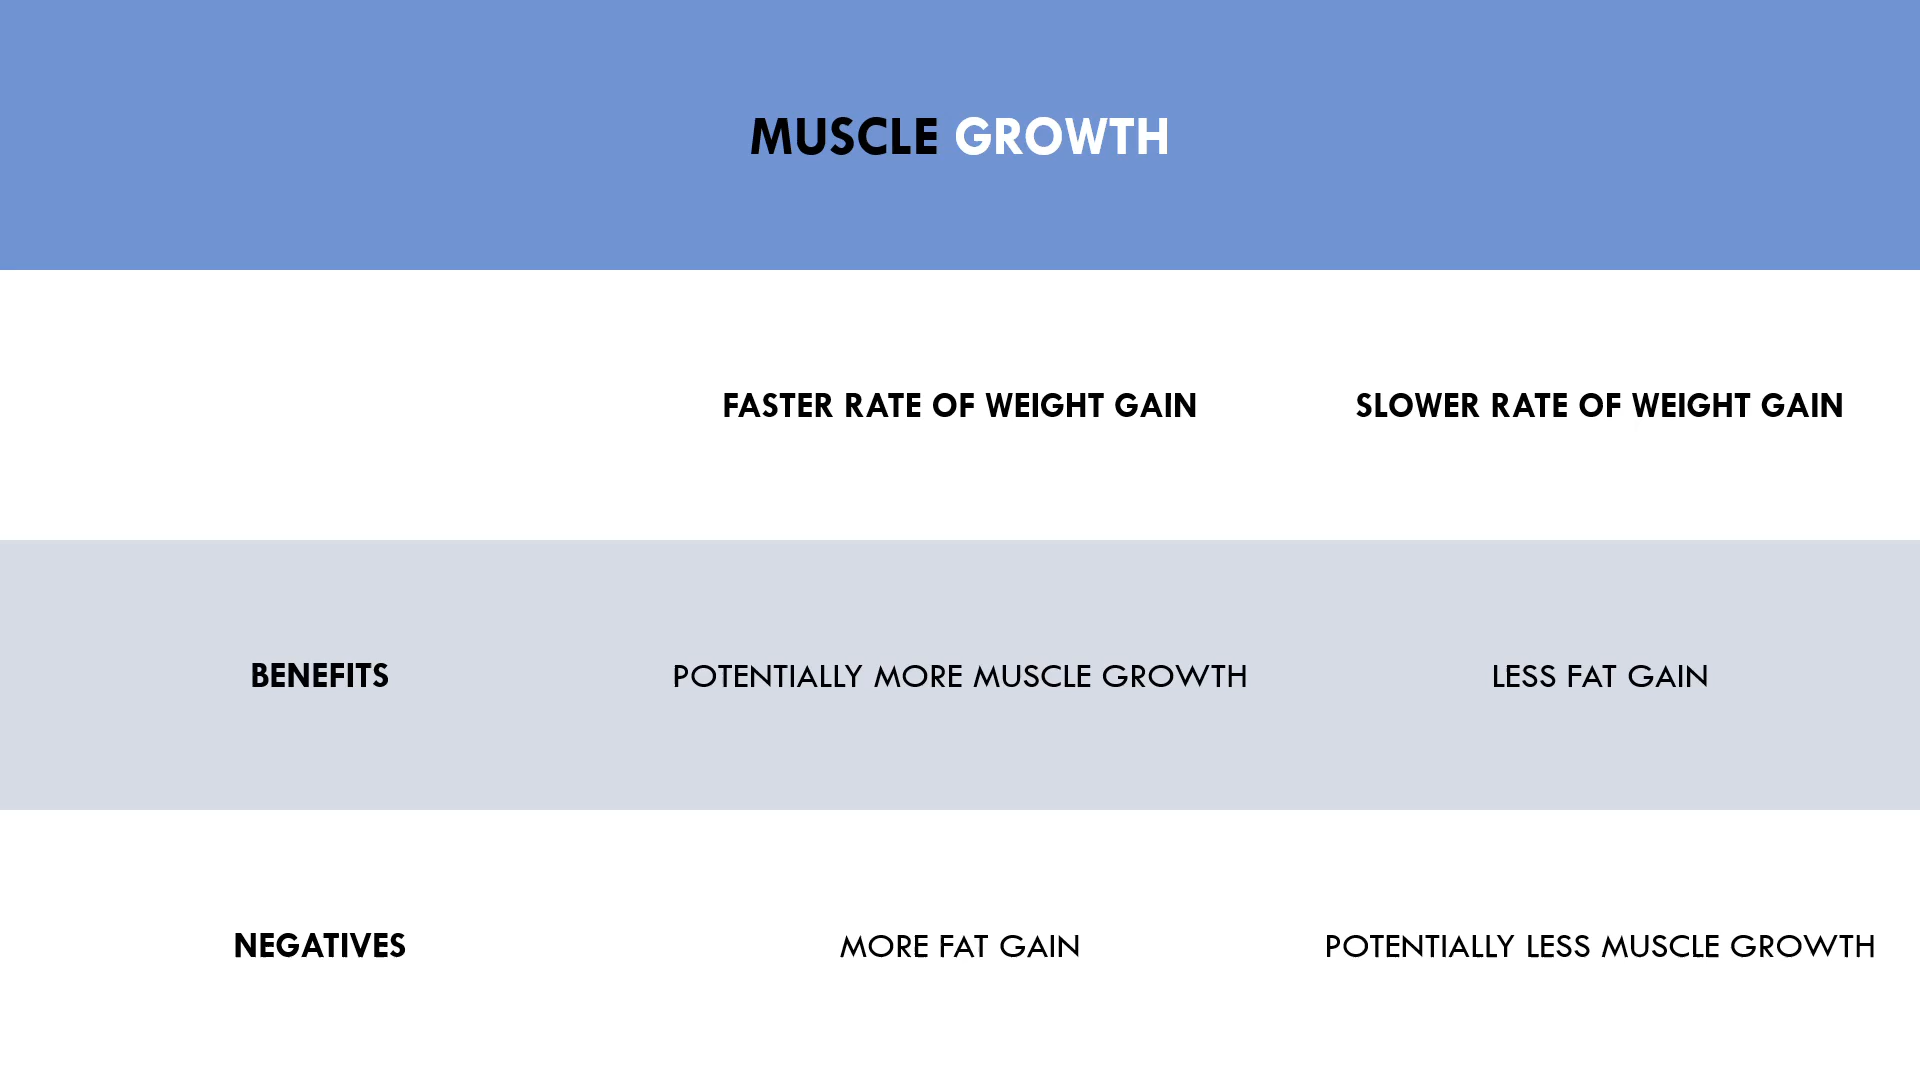 MUSCLE GROWTH
FASTER RATE OF WEIGHT GAIN SLOWER RATE OF WEIGHT GAIN
BENEFITS POTENTIALLY MORE MUSCLE GROWTH LESS FAT GAIN
NEGATIVES MORE FAT GAIN POTENTIALLY LESS MUSCLE GROWTH